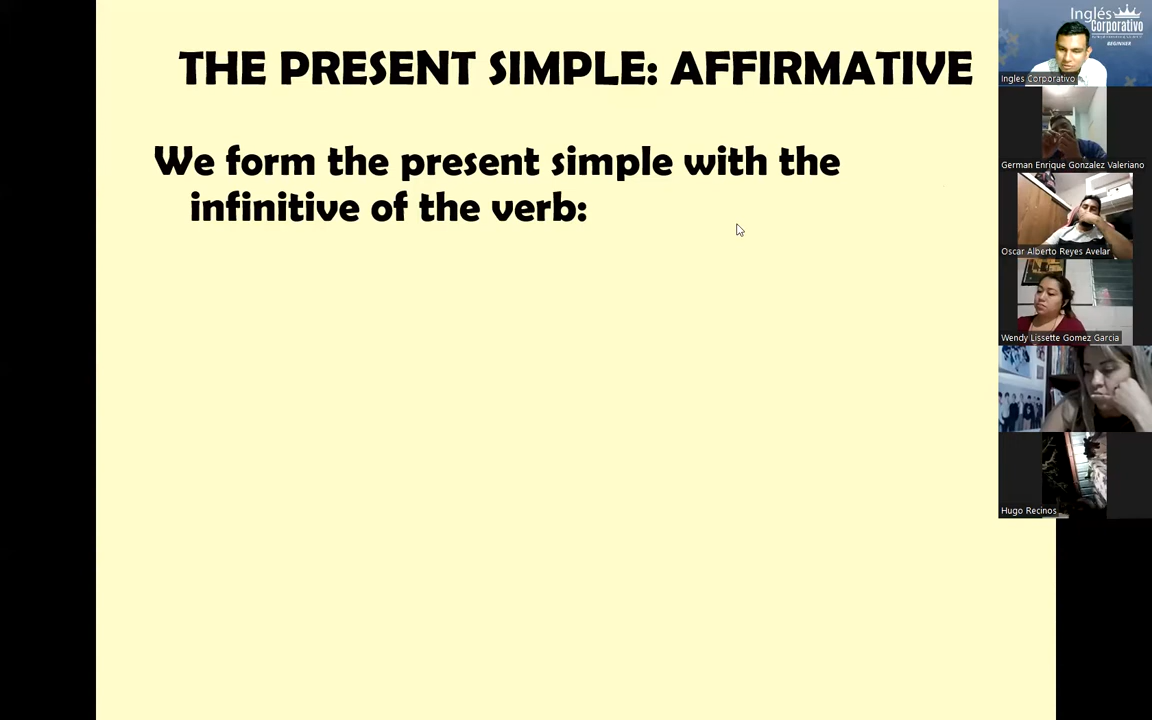 THE PRESENT SIMPLE: AFFIRMATIVE
We form the present simple with the
infinitive of the verb:
Inglés
Corporativo
BEGINNER
Ingles Corporativo
German Enrique Gonzalez Valeriano
Oscar Alberto Reyes Avelar
Wendy Lissette Gomez Garcia
Hugo Recinos